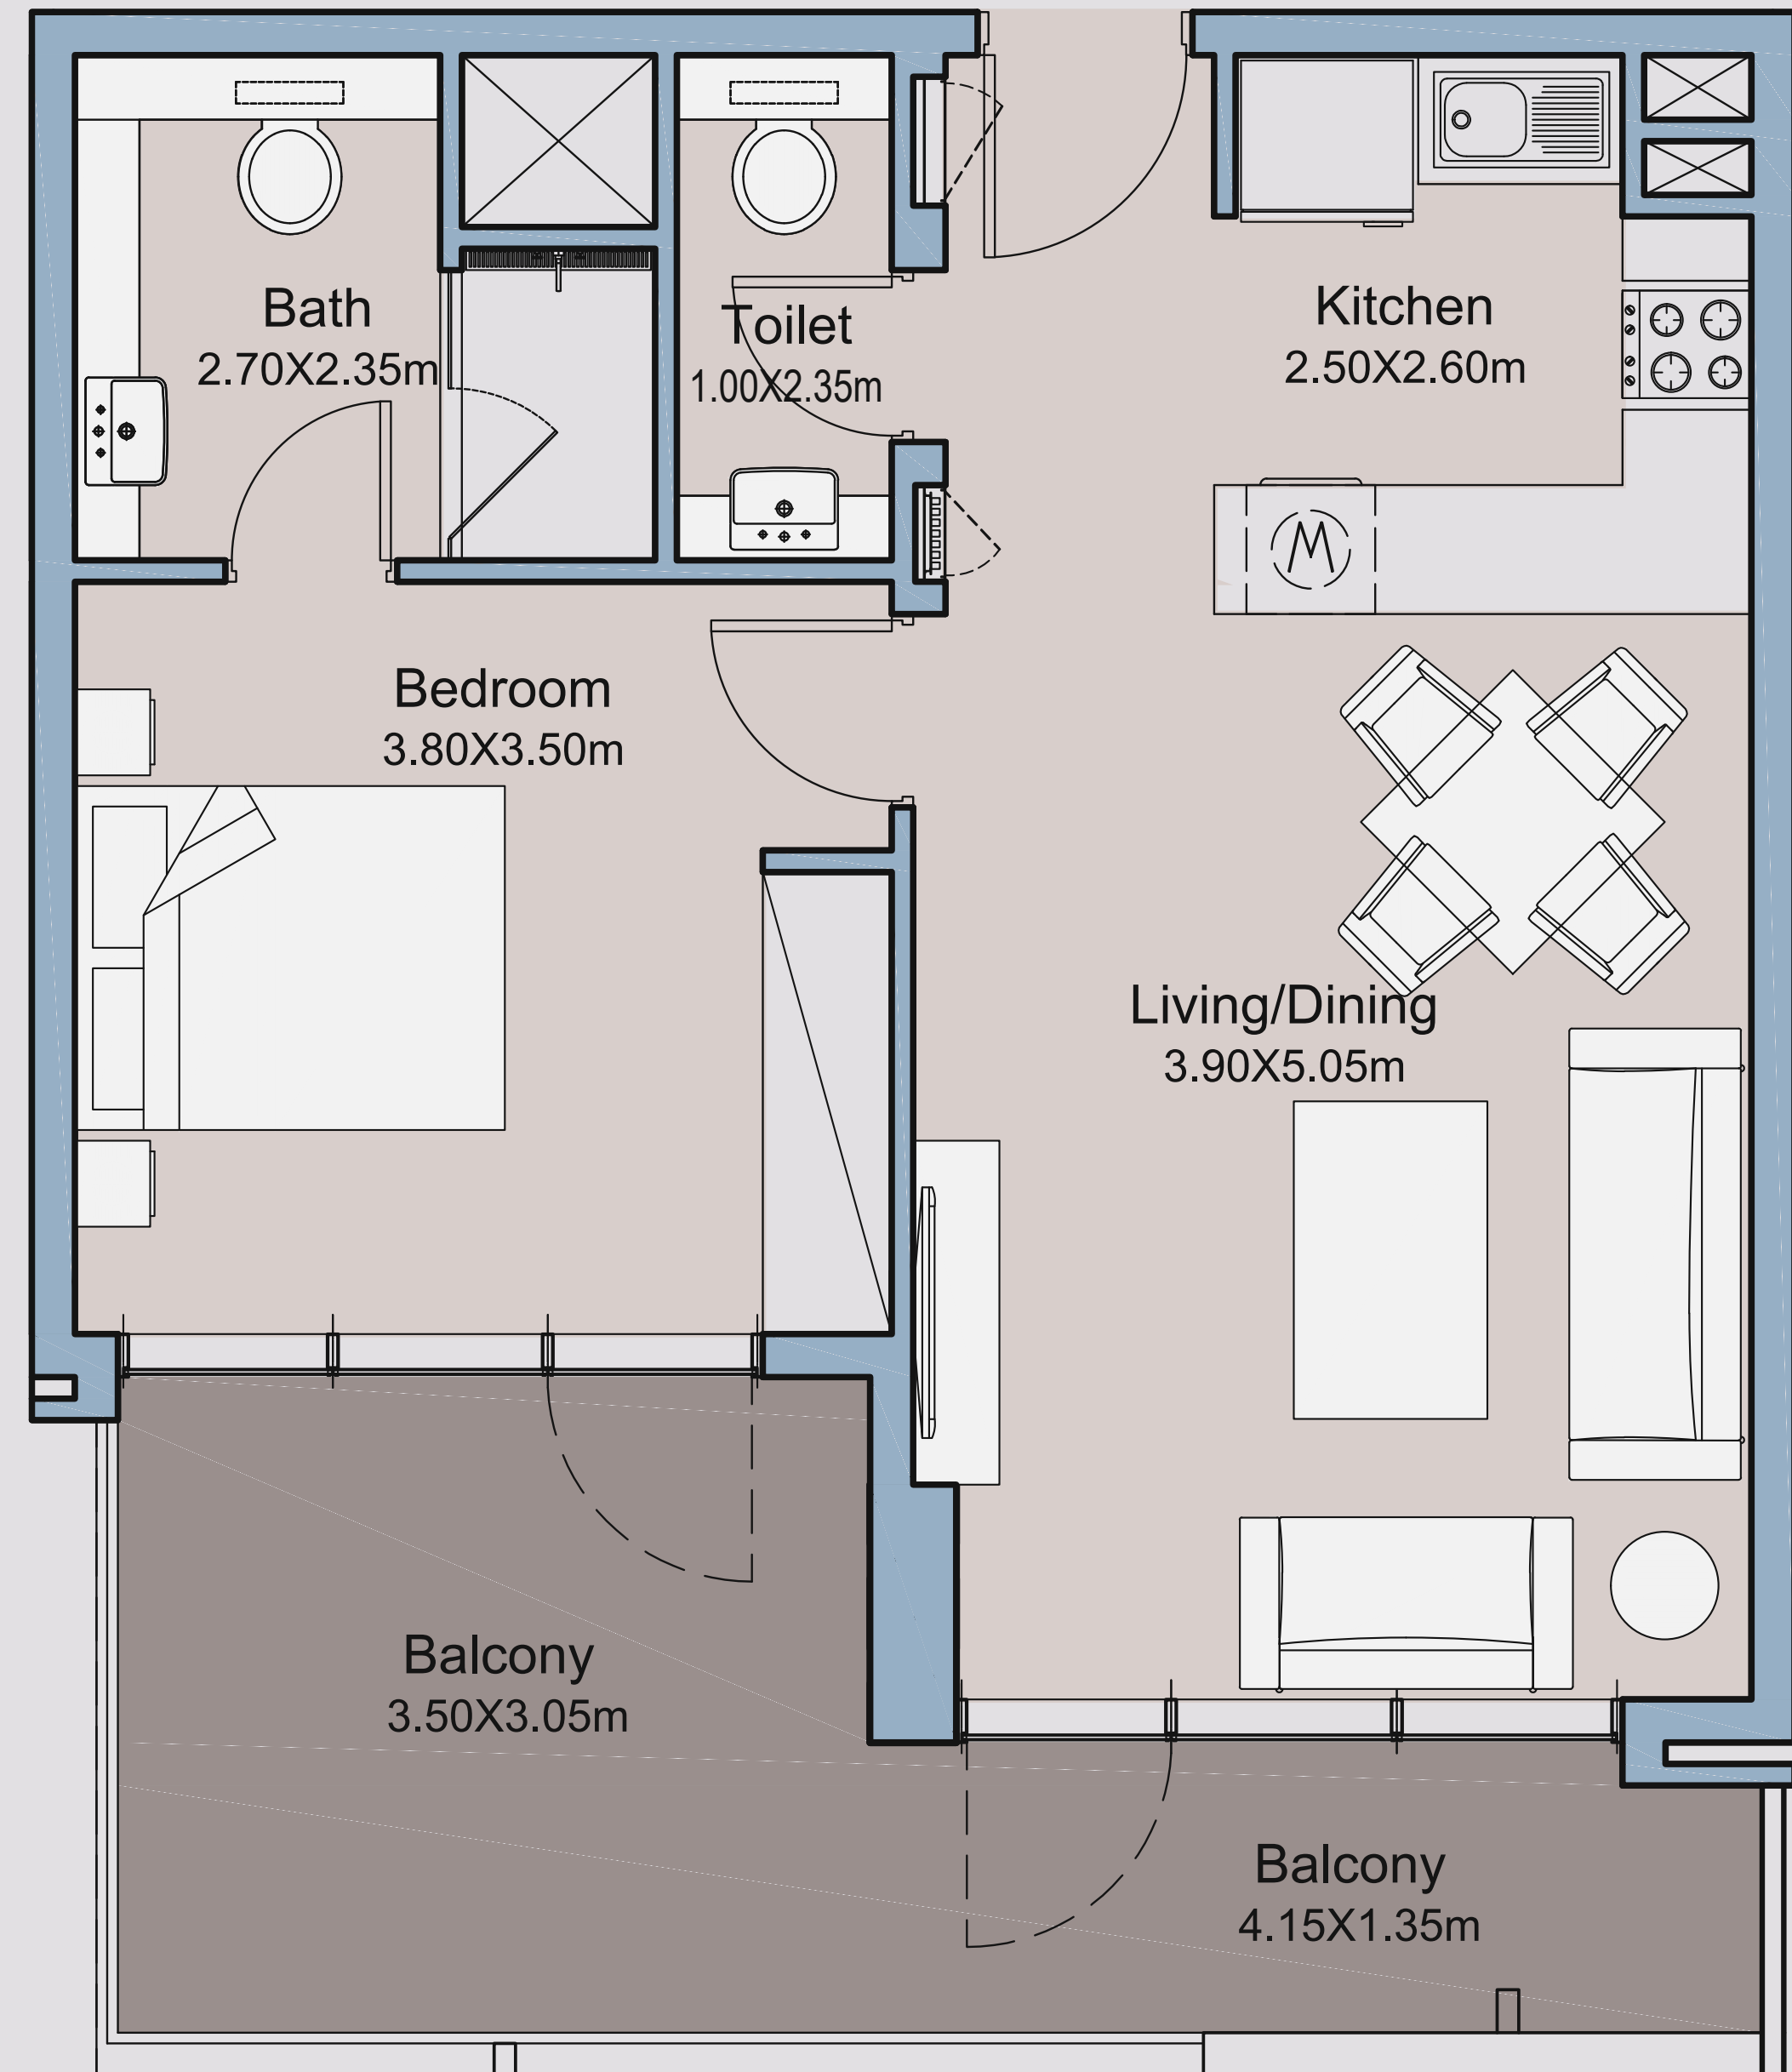 Bath
2.70X2.35m
Toilet
1.00X2.35m
Kitchen
2.50X2.60m
M
Bedroom
3.80X3.50m
Living/Dining
3.90X5.05m
Balcony
3.50X3.05m
Balcony
4.15X1.35m